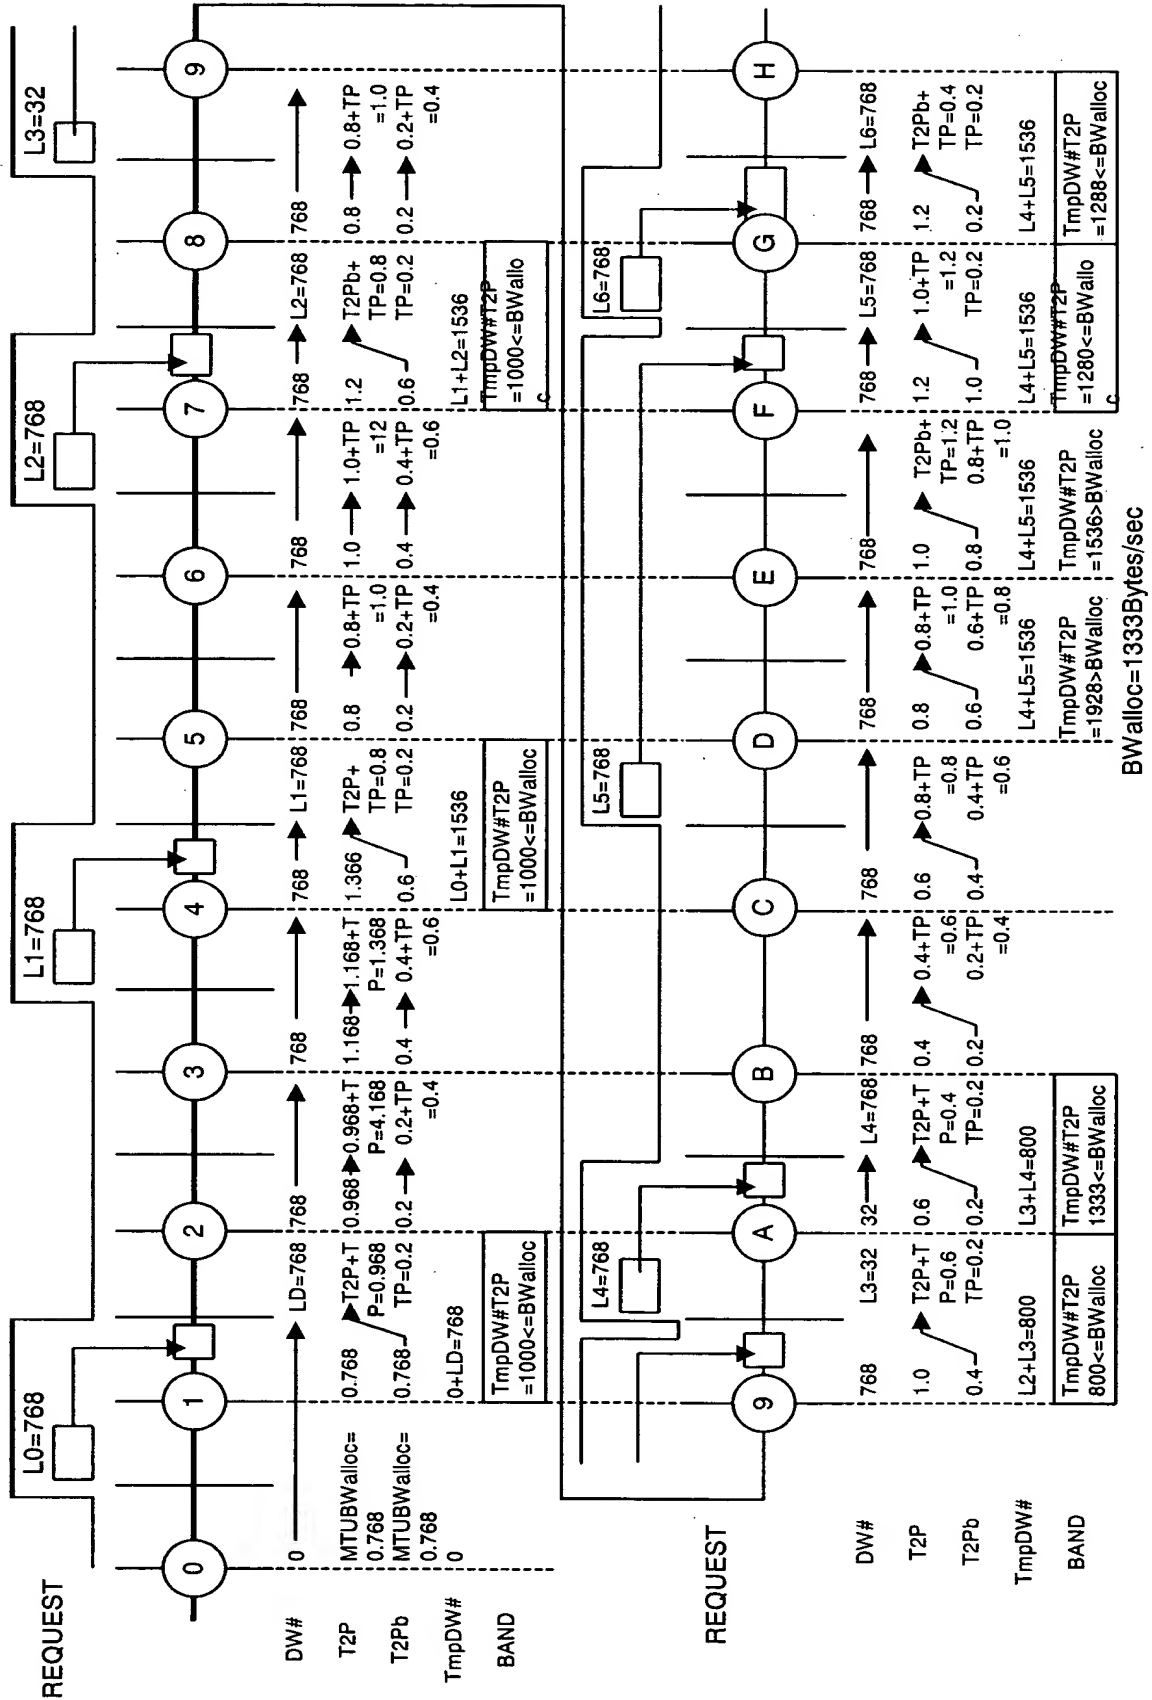 REQUEST
L0=768
L1=768
L2=768
L3=32
0 1 2 3 4 5 6 7 8 9
DW#
0
LD=768
768
768
768
L1=768
768
768
768
L2=768
768
T2P
MTUBWalloc=
0.768
0.768
T2P+T
P=0.968
0.968
0.968+T
P=4.168
1.168
1.168+T
P=1.368
1.366
T2P+
TP=0.8
0.8
0.8+TP
=1.0
1.0
1.0+TP
=12
1.2
T2Pb+
TP=0.8
0.8
0.8+TP
=1.0
T2Pb
MTUBWalloc=
0.768
0.768
TP=0.2
0.2
0.2+TP
=0.4
0.4
0.4+TP
=0.6
0.6
TP=0.2
0.2
0.2+TP
=0.4
0.4
0.4+TP
=0.6
0.6
TP=0.2
0.2
0.2+TP
=0.4
TmpDW#
0
0+LD=768
L0+L1=1536
L1+L2=1536
BAND
TmpDW#T2P
=1000<=BWalloc
TmpDW#T2P
=1000<=BWalloc
TmpDW#T2P
=1000<=BWallo
c
REQUEST
L4=768
L5=768
L6=768
9 A B C D E F G H
DW#
768
L3=32
32
L4=768
768
768
768
768
768
L5=768
768
L6=768
T2P
1.0
T2P+T
P=0.6
0.6
T2P+T
P=0.4
0.4
0.4+TP
=0.6
0.6
0.8+TP
=0.8
0.8
0.8+TP
=1.0
1.0
T2Pb+
TP=1.2
1.2
1.0+TP
=1.2
1.2
T2Pb+
TP=0.4
T2Pb
0.4
TP=0.2
0.2
TP=0.2
0.2
0.2+TP
=0.4
0.4
0.4+TP
=0.6
0.6
0.6+TP
=0.8
0.8
0.8+TP
=1.0
1.0
TP=0.2
0.2
TP=0.2
TmpDW#
L2+L3=800
L3+L4=800
L4+L5=1536
L4+L5=1536
L4+L5=1536
L4+L5=1536
BAND
TmpDW#T2P
800<=BWalloc
TmpDW#T2P
1333<=BWalloc
TmpDW#T2P
=1928>BWalloc
TmpDW#T2P
=1536>BWalloc
TmpDW#T2P
=1280<=BWallo
c
TmpDW#T2P
=1288<=BWalloc
BWalloc=1333Bytes/sec